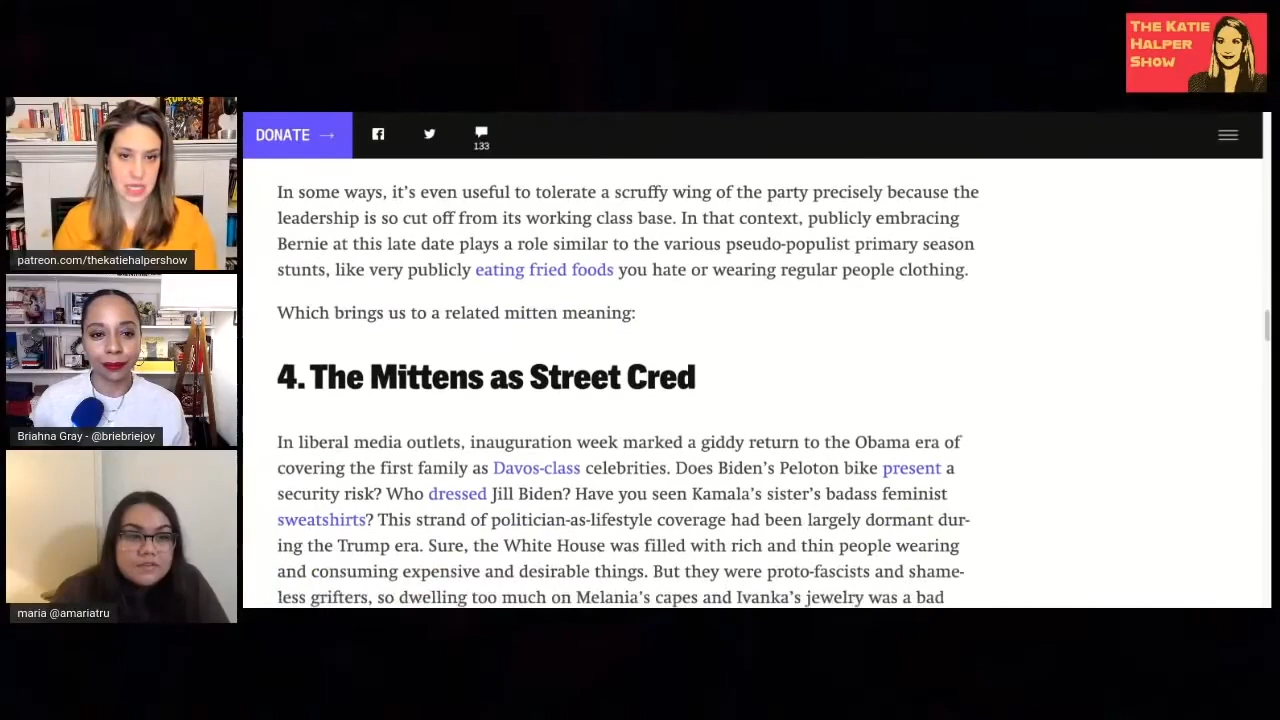 THE KATIE
HALPER
SHOW
TURTLES
patreon.com/thekatiehalpershow
Briahna Gray - @briebriejoy
maria @amariatru
DONATE →
133
In some ways, it’s even useful to tolerate a scruffy wing of the party precisely because the
leadership is so cut off from its working class base. In that context, publicly embracing
Bernie at this late date plays a role similar to the various pseudo-populist primary season
stunts, like very publicly eating fried foods you hate or wearing regular people clothing.
Which brings us to a related mitten meaning:
4. The Mittens as Street Cred
In liberal media outlets, inauguration week marked a giddy return to the Obama era of
covering the first family as Davos-class celebrities. Does Biden’s Peloton bike present a
security risk? Who dressed Jill Biden? Have you seen Kamala’s sister’s badass feminist
sweatshirts? This strand of politician-as-lifestyle coverage had been largely dormant dur-
ing the Trump era. Sure, the White House was filled with rich and thin people wearing
and consuming expensive and desirable things. But they were proto-fascists and shame-
less grifters, so dwelling too much on Melania’s capes and Ivanka’s jewelry was a bad